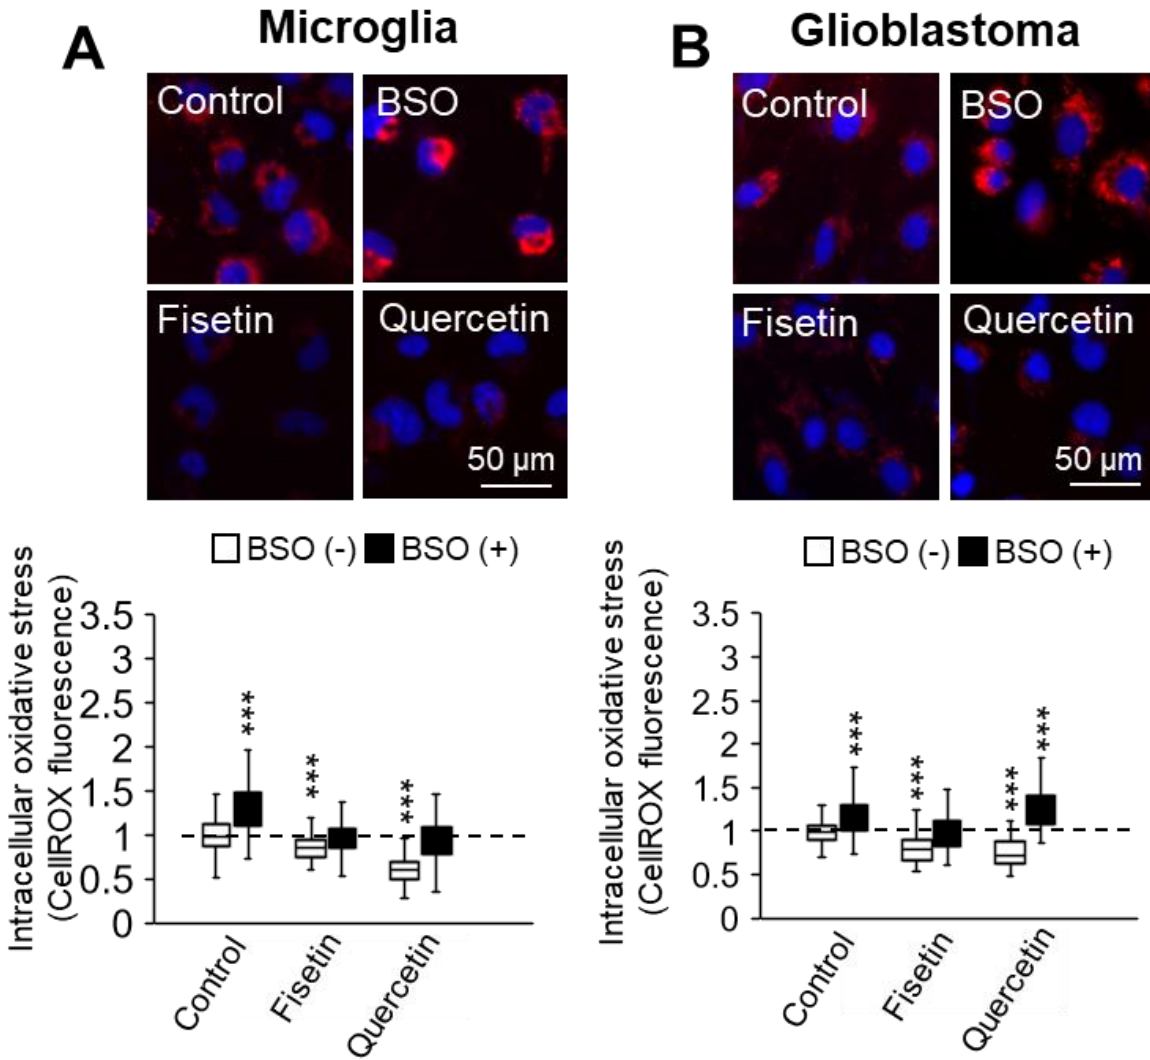 A
Microglia
Control
BSO
Fisetin
Quercetin
50 µm
BSO (-)
BSO (+)
Intracellular oxidative stress
(CellROX fluorescence)
3.5
3
2.5
2
1.5
1
0.5
0
***
***
***
Control
Fisetin
Quercetin
B
Glioblastoma
Control
BSO
Fisetin
Quercetin
50 µm
BSO (-)
BSO (+)
Intracellular oxidative stress
(CellROX fluorescence)
3.5
3
2.5
2
1.5
1
0.5
0
***
***
***
***
Control
Fisetin
Quercetin